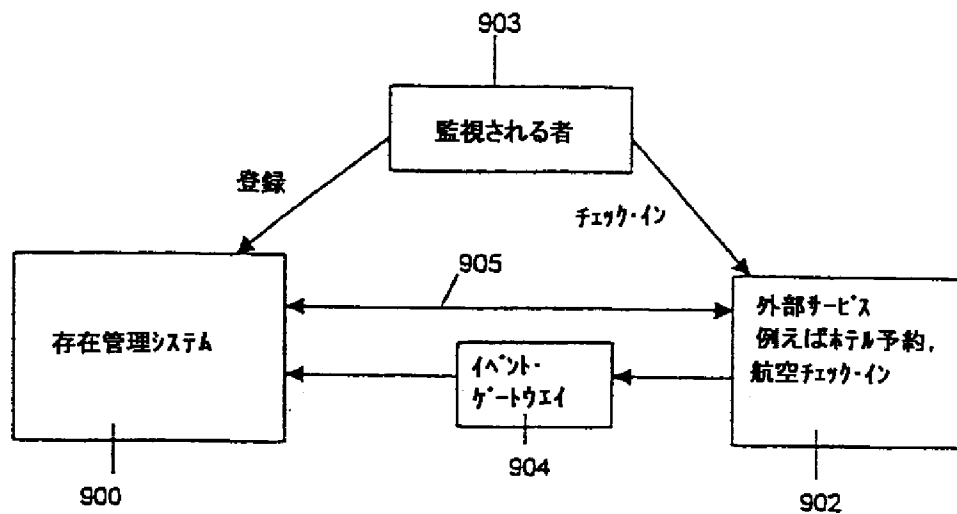 903
監視される者
登録
チェック・イン
905
存在管理システム
外部サービス
例えばホテル予約,
航空チェック・イン
イベント・
ゲートウエイ
904
900
902